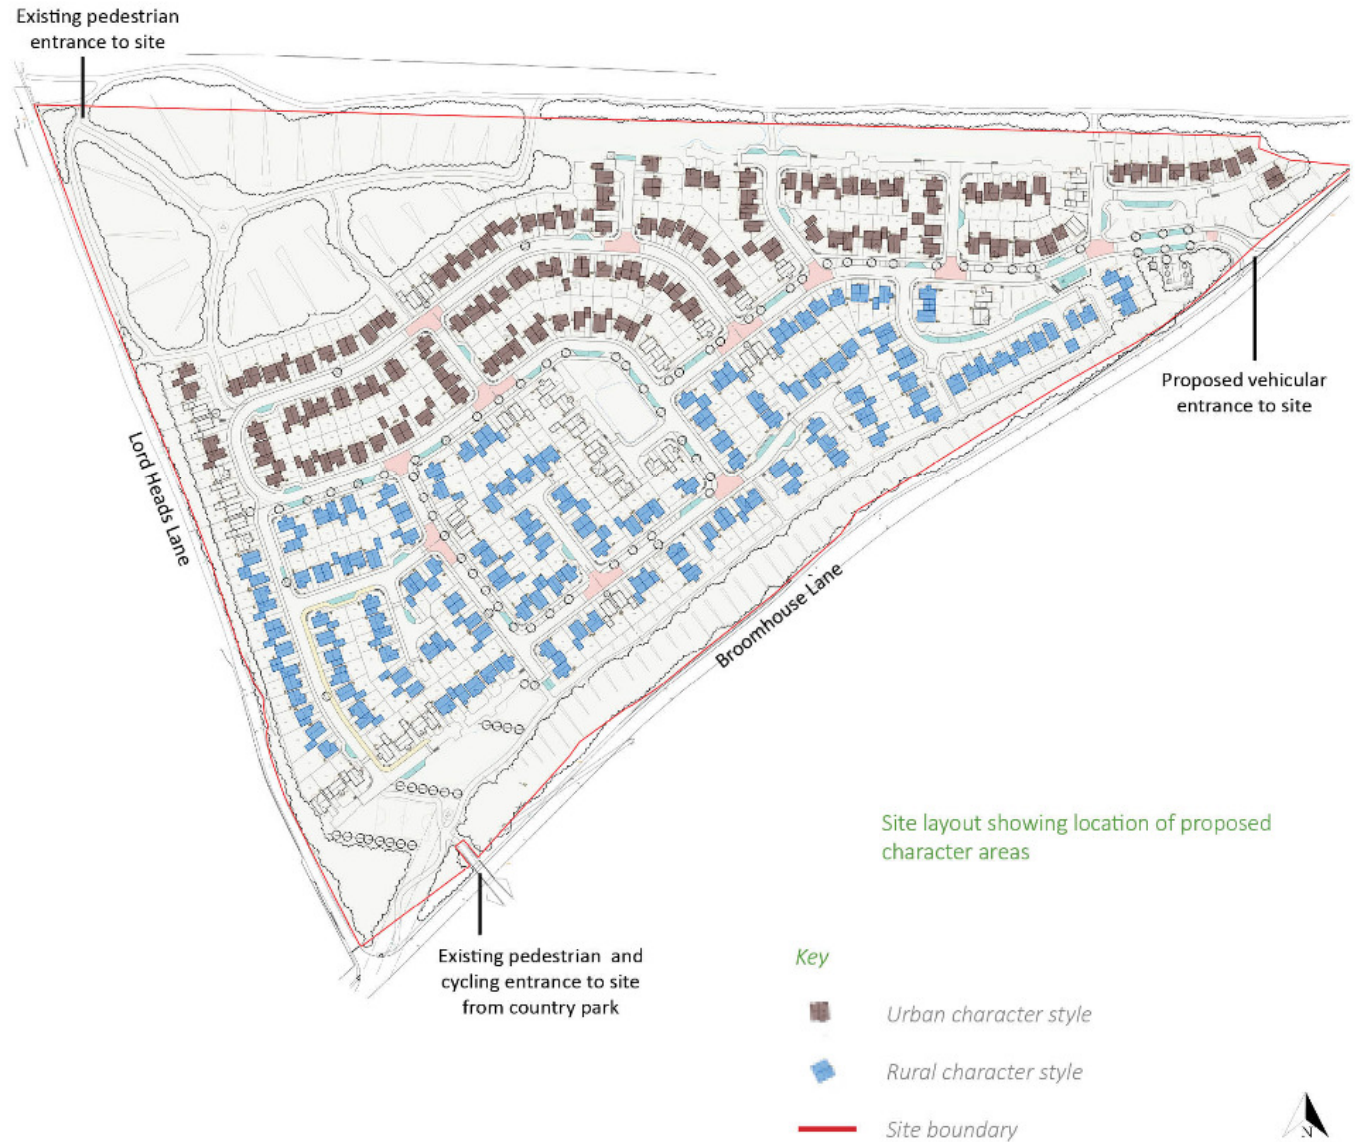 Existing pedestrian
entrance to site
Proposed vehicular
entrance to site
Lord Heads Lane
Broomhouse Lane
Site layout showing location of proposed
character areas
Existing pedestrian and
cycling entrance to site
from country park
Key
Urban character style
Rural character style
Site boundary
N